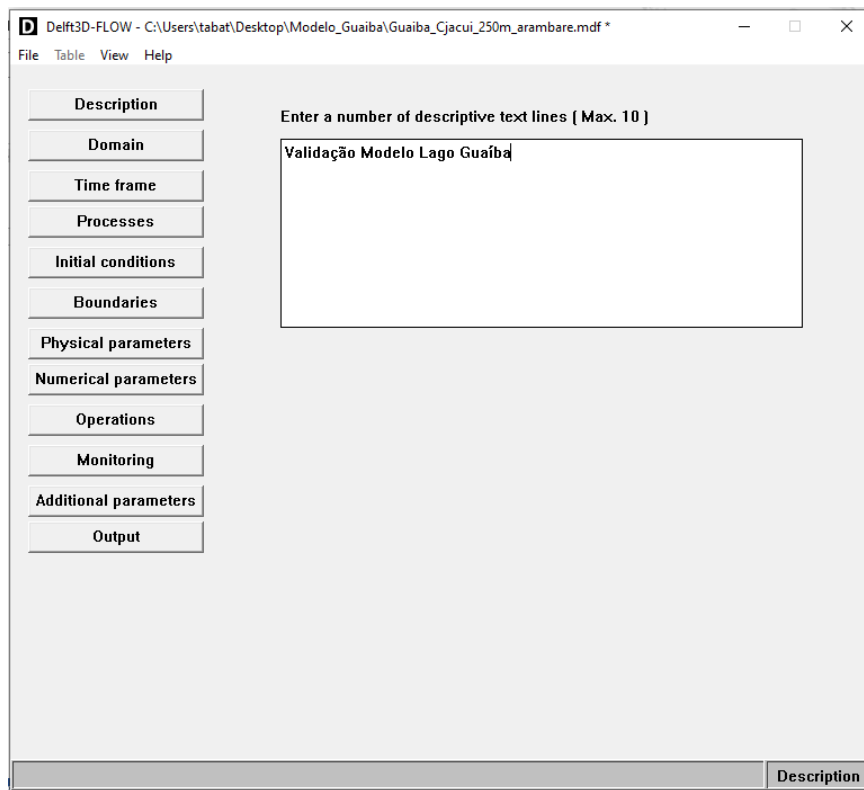 D Delft3D-FLOW - C:\Users\tabat\Desktop\Modelo_Guaiba\Guaiba_Cjacui_250m_arambare.mdf *
File Table View Help
Description
Enter a number of descriptive text lines ( Max. 10 )
Domain
Validação Modelo Lago Guaíba
Time frame
Processes
Initial conditions
Boundaries
Physical parameters
Numerical parameters
Operations
Monitoring
Additional parameters
Output
Description